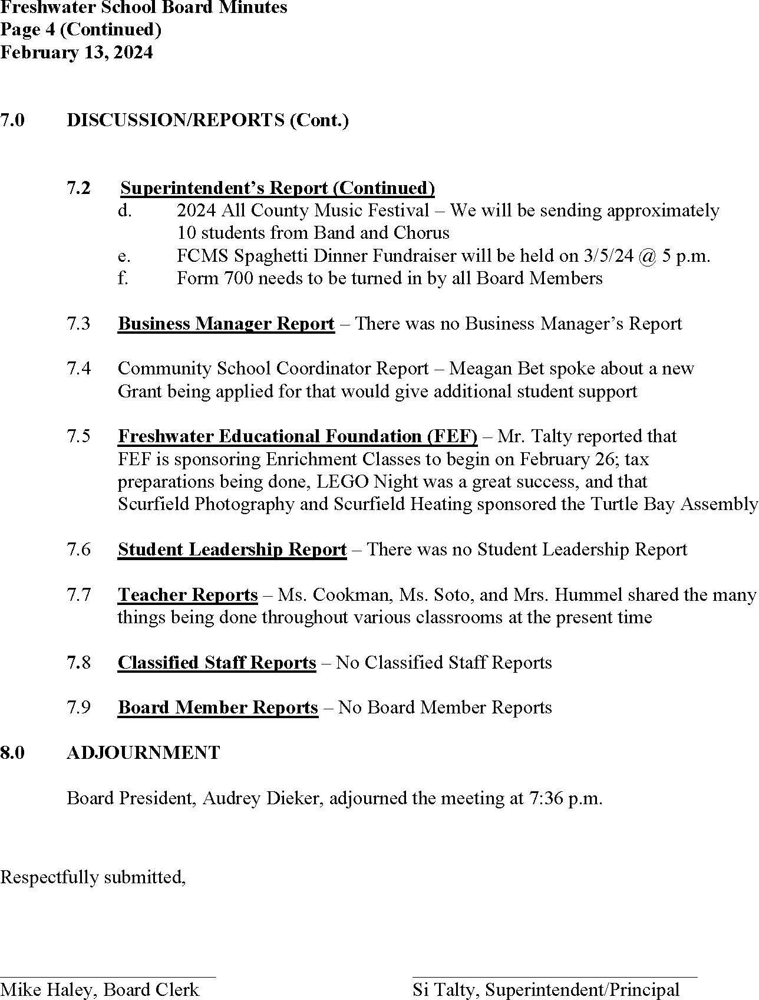 Freshwater School Board Minutes
Page 4 (Continued)
February 13, 2024
7.0 DISCUSSION/REPORTS (Cont.)
7.2 Superintendent’s Report (Continued)
d. 2024 All County Music Festival – We will be sending approximately
10 students from Band and Chorus
e. FCMS Spaghetti Dinner Fundraiser will be held on 3/5/24 @ 5 p.m.
f. Form 700 needs to be turned in by all Board Members
7.3 Business Manager Report – There was no Business Manager’s Report
7.4 Community School Coordinator Report – Meagan Bet spoke about a new
Grant being applied for that would give additional student support
7.5 Freshwater Educational Foundation (FEF) – Mr. Talty reported that
FEF is sponsoring Enrichment Classes to begin on February 26; tax
preparations being done, LEGO Night was a great success, and that
Scurfield Photography and Scurfield Heating sponsored the Turtle Bay Assembly
7.6 Student Leadership Report – There was no Student Leadership Report
7.7 Teacher Reports – Ms. Cookman, Ms. Soto, and Mrs. Hummel shared the many
things being done throughout various classrooms at the present time
7.8 Classified Staff Reports – No Classified Staff Reports
7.9 Board Member Reports – No Board Member Reports
8.0 ADJOURNMENT
Board President, Audrey Dieker, adjourned the meeting at 7:36 p.m.
Respectfully submitted,
Mike Haley, Board Clerk Si Talty, Superintendent/Principal